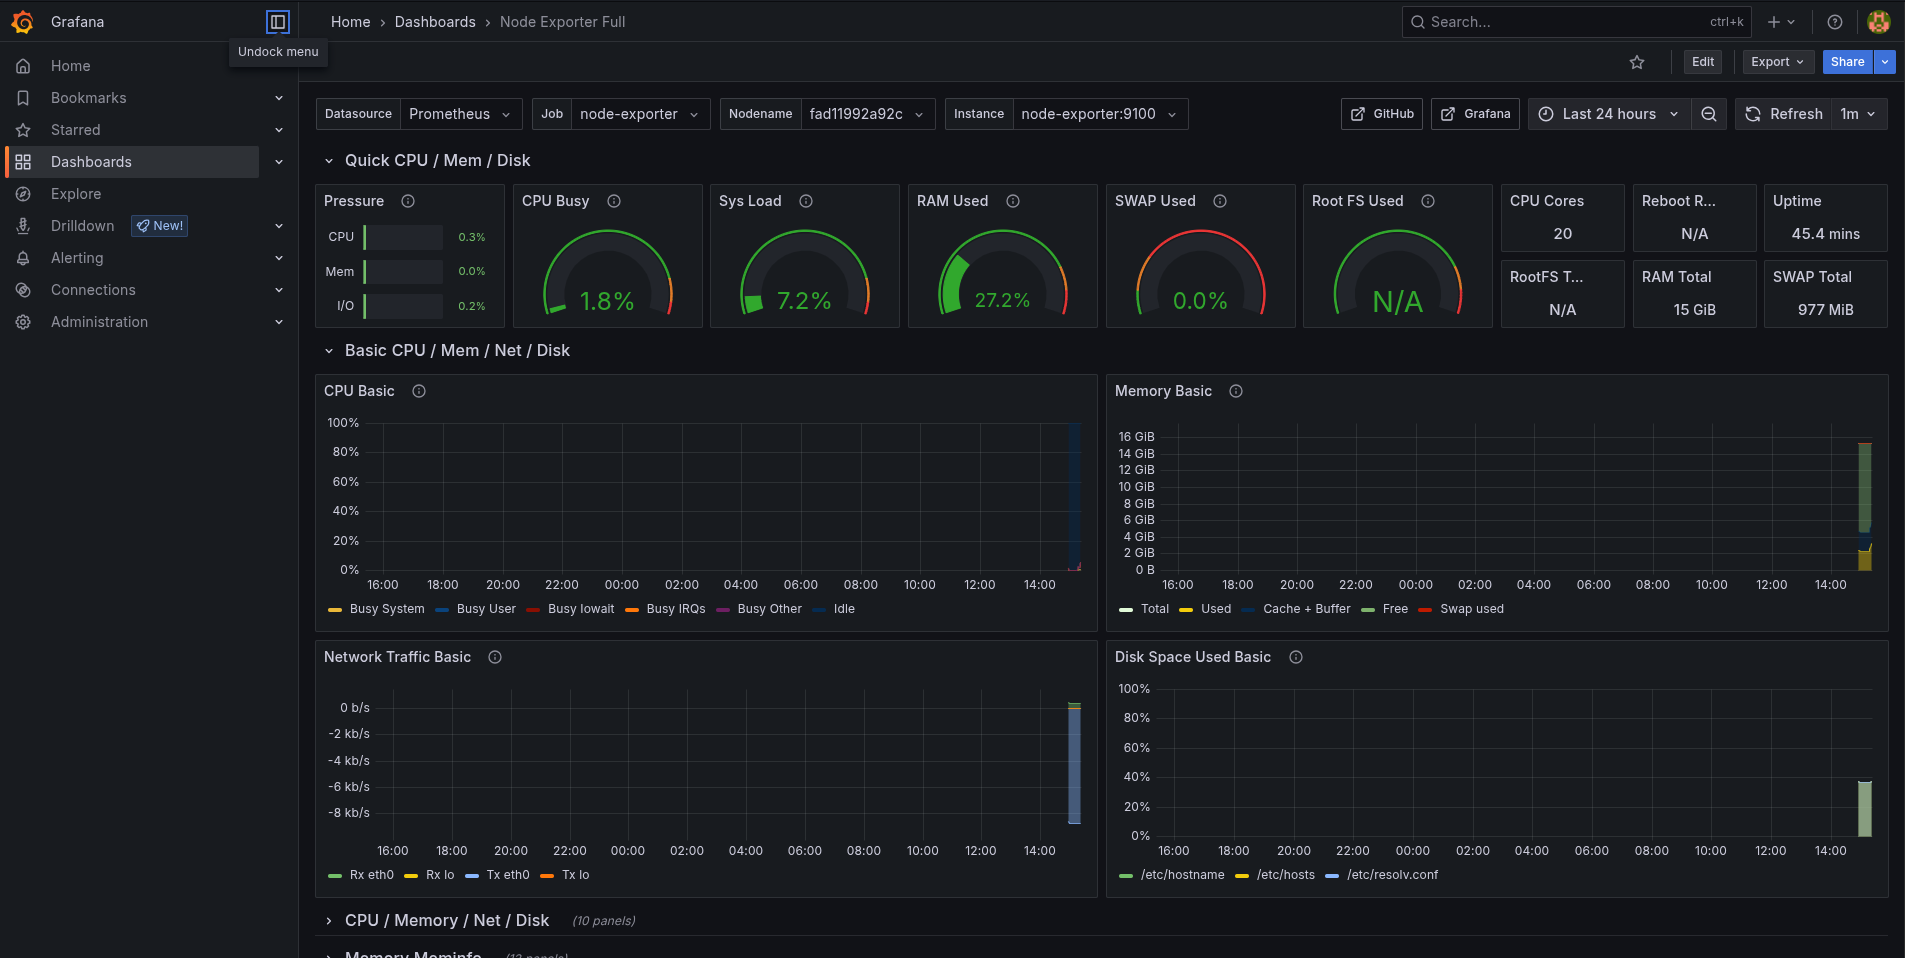 Grafana
Home › Dashboards › Node Exporter Full
Search... ctrl+k
Undock menu
Home
Bookmarks
Starred
Dashboards
Explore
Drilldown New!
Alerting
Connections
Administration
Edit Export Share
Datasource Prometheus Job node-exporter Nodename fad11992a92c Instance node-exporter:9100
GitHub Grafana Last 24 hours Refresh 1m
Quick CPU / Mem / Disk
Pressure
CPU 0.3%
Mem 0.0%
I/O 0.2%
CPU Busy
1.8%
Sys Load
7.2%
RAM Used
27.2%
SWAP Used
0.0%
Root FS Used
N/A
CPU Cores
20
Reboot R...
N/A
Uptime
45.4 mins
RootFS T...
N/A
RAM Total
15 GiB
SWAP Total
977 MiB
Basic CPU / Mem / Net / Disk
CPU Basic
100%
80%
60%
40%
20%
0%
16:00 18:00 20:00 22:00 00:00 02:00 04:00 06:00 08:00 10:00 12:00 14:00
Busy System Busy User Busy Iowait Busy IRQs Busy Other Idle
Memory Basic
16 GiB
14 GiB
12 GiB
10 GiB
8 GiB
6 GiB
4 GiB
2 GiB
0 B
16:00 18:00 20:00 22:00 00:00 02:00 04:00 06:00 08:00 10:00 12:00 14:00
Total Used Cache + Buffer Free Swap used
Network Traffic Basic
0 b/s
-2 kb/s
-4 kb/s
-6 kb/s
-8 kb/s
16:00 18:00 20:00 22:00 00:00 02:00 04:00 06:00 08:00 10:00 12:00 14:00
Rx eth0 Rx lo Tx eth0 Tx lo
Disk Space Used Basic
100%
80%
60%
40%
20%
0%
16:00 18:00 20:00 22:00 00:00 02:00 04:00 06:00 08:00 10:00 12:00 14:00
/etc/hostname /etc/hosts /etc/resolv.conf
CPU / Memory / Net / Disk (10 panels)
Memory Meminfo